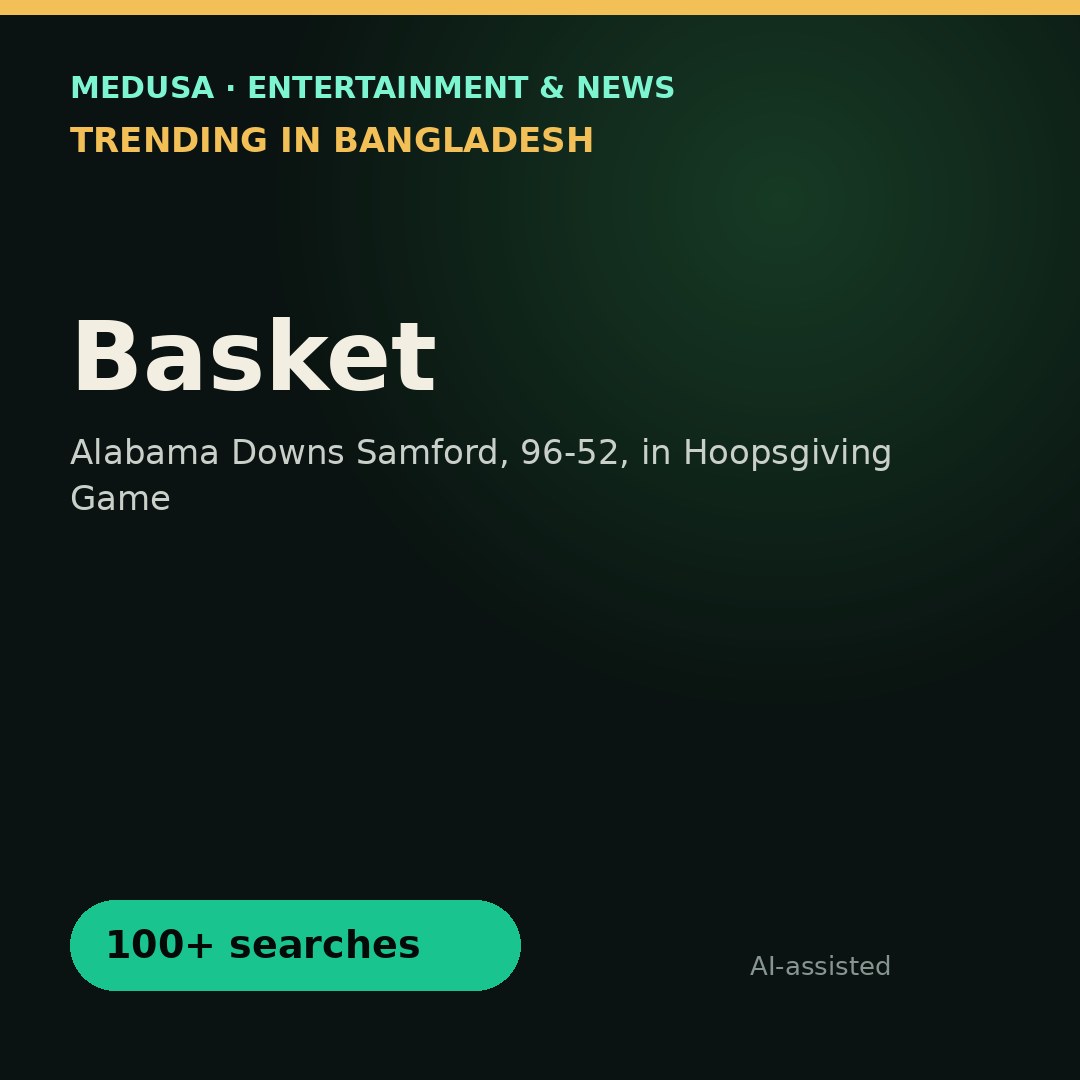 MEDUSA · ENTERTAINMENT & NEWS
TRENDING IN BANGLADESH
Basket
Alabama Downs Samford, 96-52, in Hoopsgiving
Game
100+ searches
AI-assisted